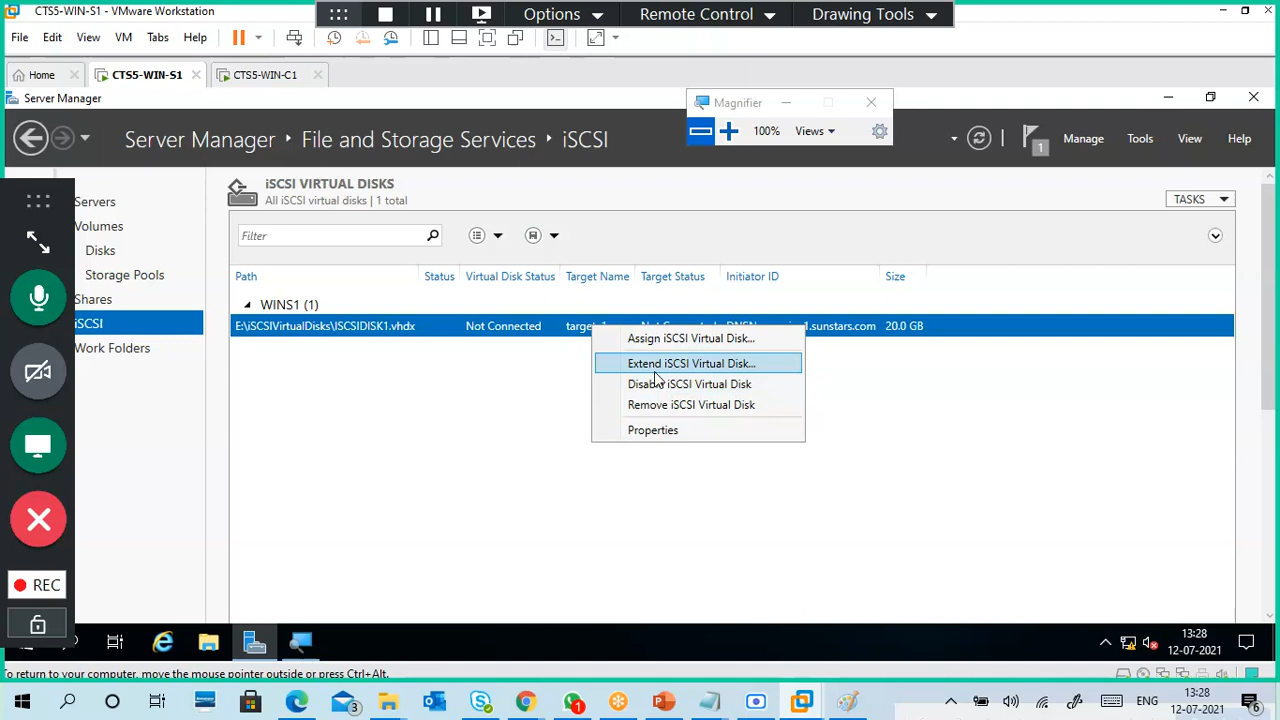 CTS5-WIN-S1 - VMware Workstation
Options
Remote Control
Drawing Tools
File Edit View VM Tabs Help
Home CTS5-WIN-S1 CTS5-WIN-C1
Server Manager
Magnifier
100% Views
Server Manager File and Storage Services iSCSI
1 Manage Tools View Help
Servers
Volumes
Disks
Storage Pools
Shares
iSCSI
Work Folders
REC
iSCSI VIRTUAL DISKS
All iSCSI virtual disks | 1 total
TASKS
Filter
Path Status Virtual Disk Status Target Name Target Status Initiator ID Size
WINS1 (1)
E:\iSCSIVirtualDisks\ISCSIDISK1.vhdx Not Connected .sunstars.com 20.0 GB
Assign iSCSI Virtual Disk...
Extend iSCSI Virtual Disk...
Disable iSCSI Virtual Disk
Remove iSCSI Virtual Disk
Properties
13:28
12-07-2021
To return to your computer, move the mouse pointer outside or press Ctrl+Alt.
3
1
ENG
13:28
12-07-2021
6